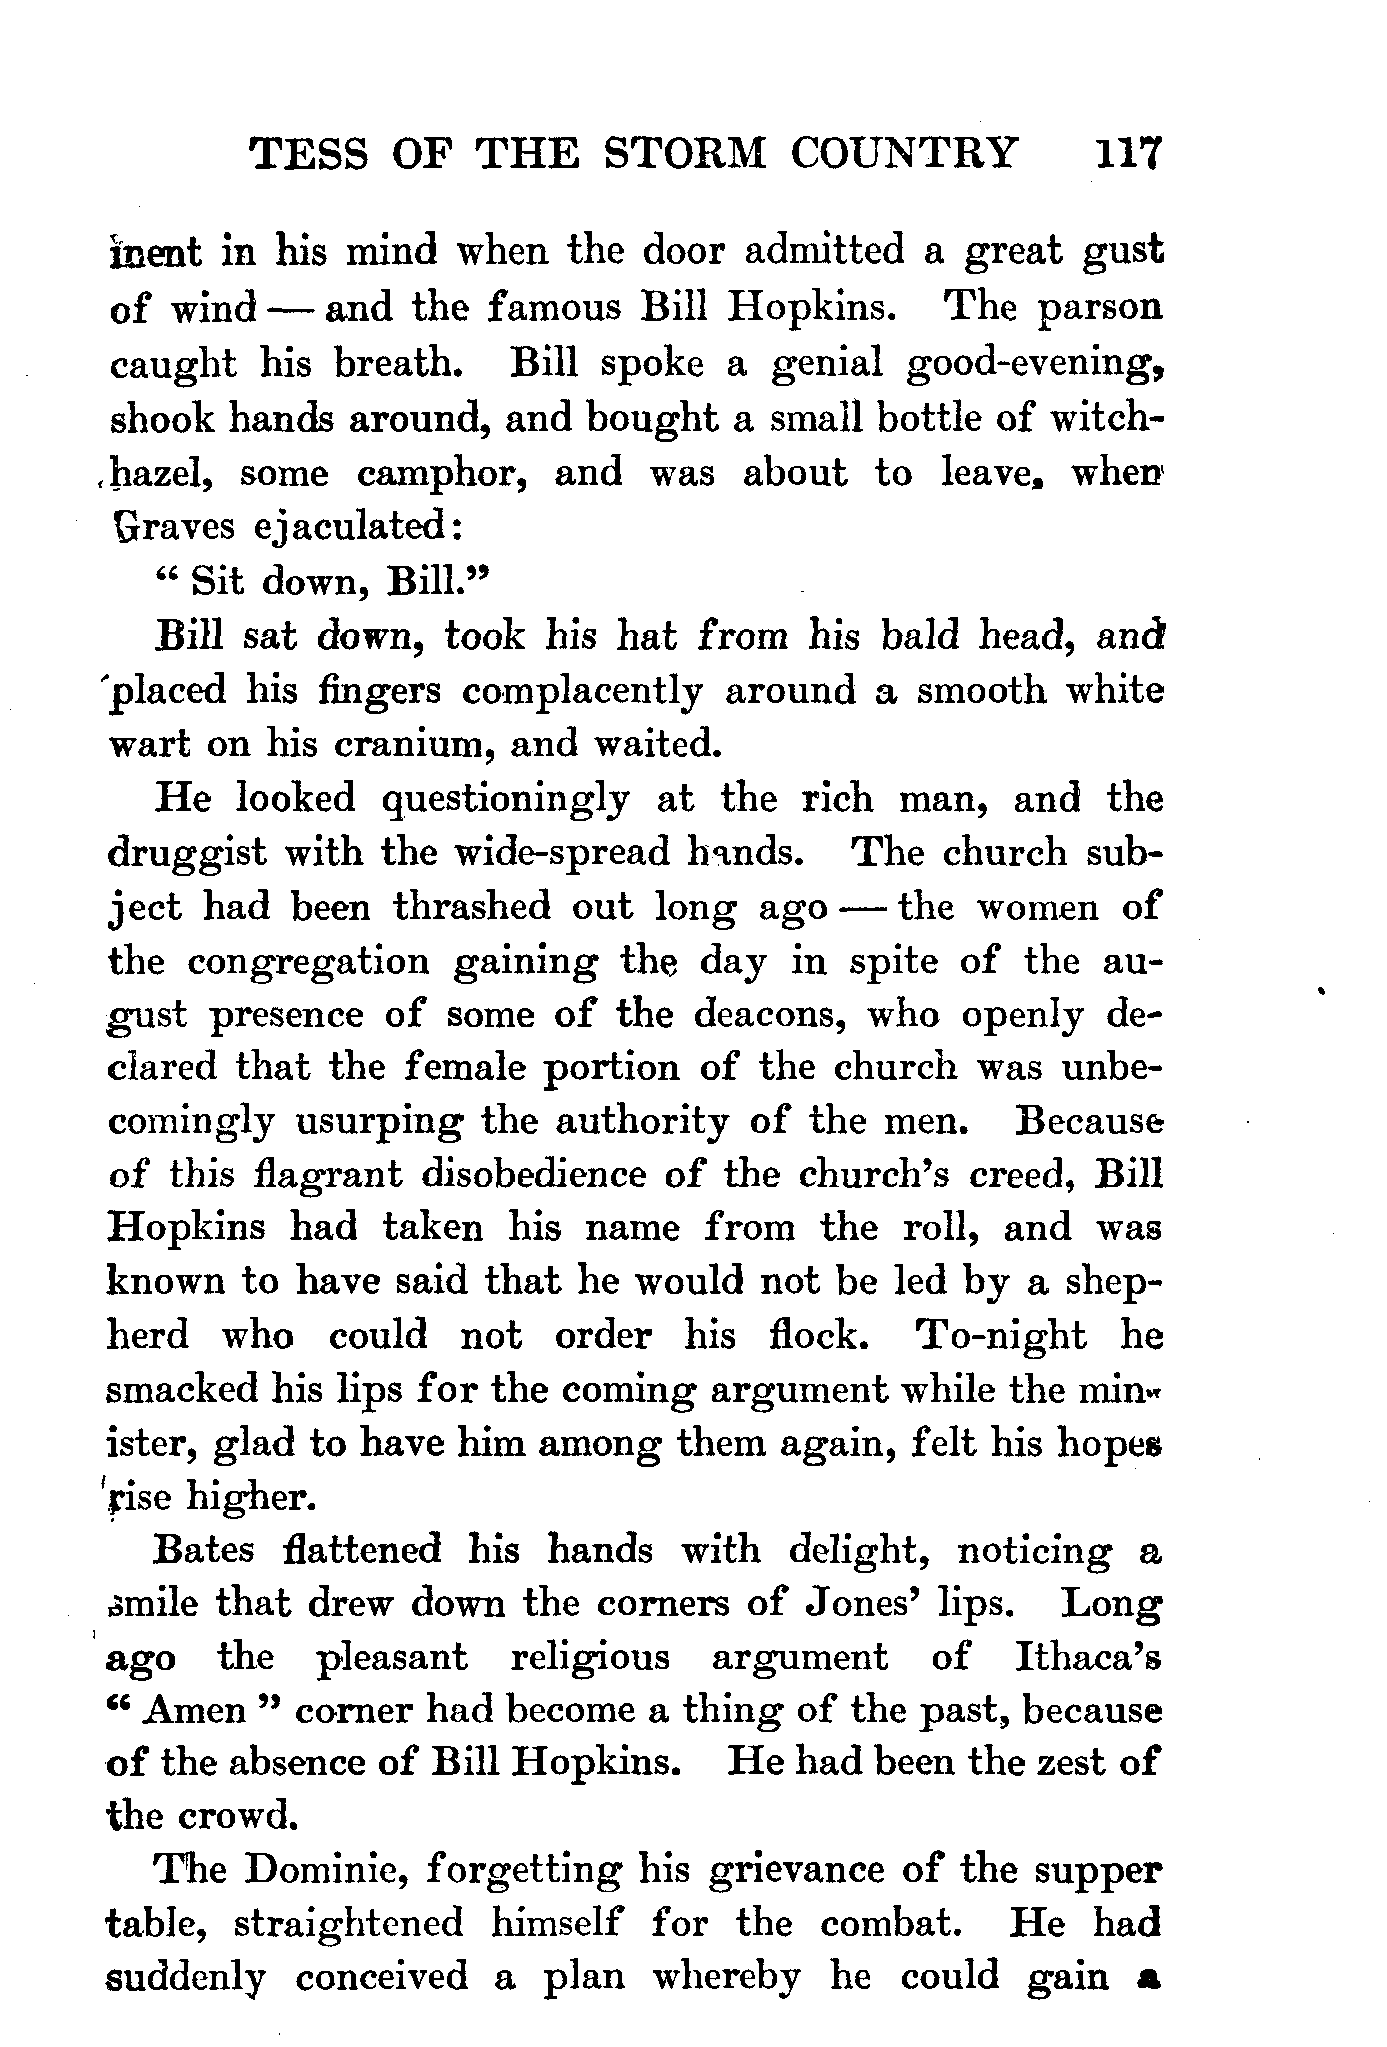 TESS OF THE STORM COUNTRY 117
inent in his mind when the door admitted a great gust
of wind — and the famous Bill Hopkins. The parson
caught his breath. Bill spoke a genial good-evening,
shook hands around, and bought a small bottle of witch-
hazel, some camphor, and was about to leave, when
Graves ejaculated:
“ Sit down, Bill.”
Bill sat down, took his hat from his bald head, and
placed his fingers complacently around a smooth white
wart on his cranium, and waited.
He looked questioningly at the rich man, and the
druggist with the wide-spread hands. The church sub-
ject had been thrashed out long ago — the women of
the congregation gaining the day in spite of the au-
gust presence of some of the deacons, who openly de-
clared that the female portion of the church was unbe-
comingly usurping the authority of the men. Because
of this flagrant disobedience of the church’s creed, Bill
Hopkins had taken his name from the roll, and was
known to have said that he would not be led by a shep-
herd who could not order his flock. To-night he
smacked his lips for the coming argument while the min-
ister, glad to have him among them again, felt his hopes
rise higher.
Bates flattened his hands with delight, noticing a
smile that drew down the corners of Jones’ lips. Long
ago the pleasant religious argument of Ithaca’s
“ Amen ” corner had become a thing of the past, because
of the absence of Bill Hopkins. He had been the zest of
the crowd.
The Dominie, forgetting his grievance of the supper
table, straightened himself for the combat. He had
suddenly conceived a plan whereby he could gain a